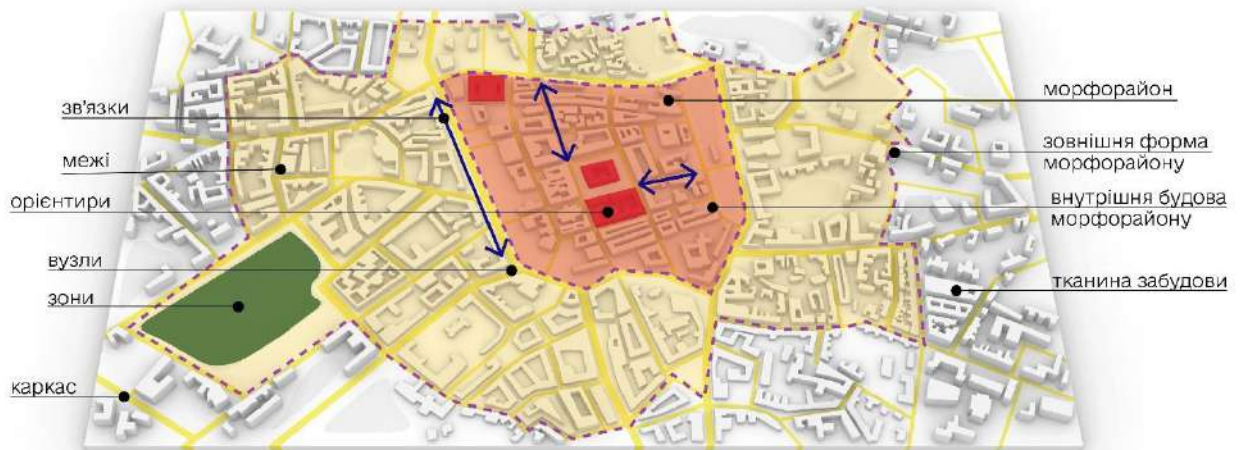 зв'язки
межі
орієнтири
вузли
зони
каркас
морфорайон
зовнішня форма
морфорайону
внутрішня будова
морфорайону
тканина забудови